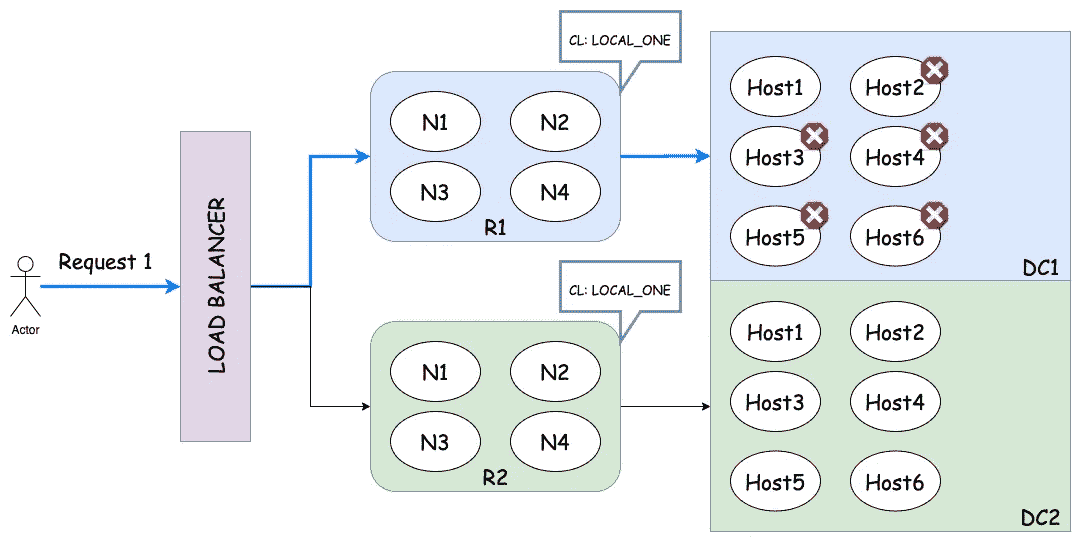 CL: LOCAL_ONE
Host1
Host2
N1
N2
Host3
Host4
N3
N4
R1
Host5
Host6
DC1
Request 1
Actor
LOAD BALANCER
CL: LOCAL_ONE
Host1
Host2
N1
N2
Host3
Host4
N3
N4
R2
Host5
Host6
DC2